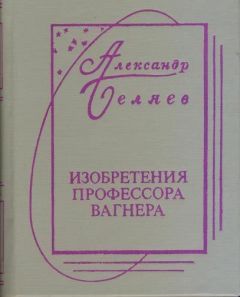 Александр
Беляев
ИЗОБРЕТЕНИЯ
ПРОФЕССОРА
ВАГНЕРА